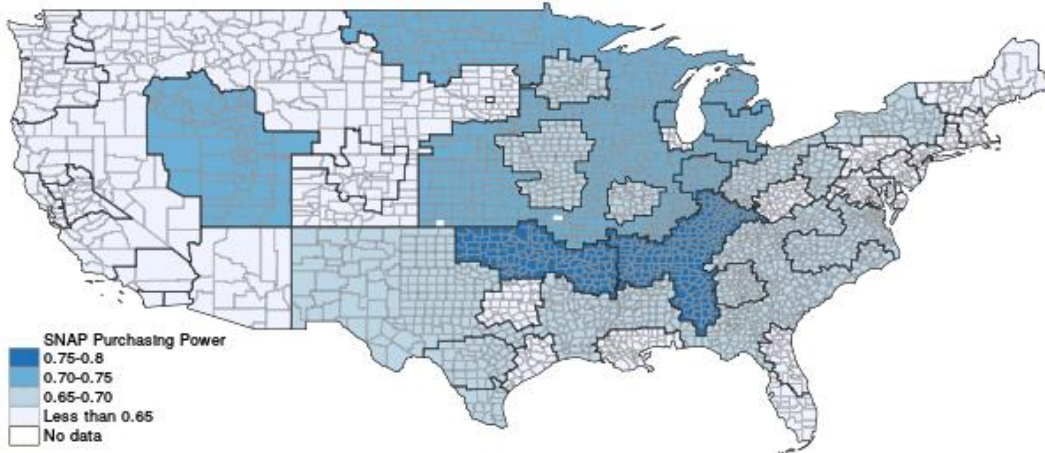 SNAP Purchasing Power
0.75-0.8
0.70-0.75
0.65-0.70
Less than 0.65
No data